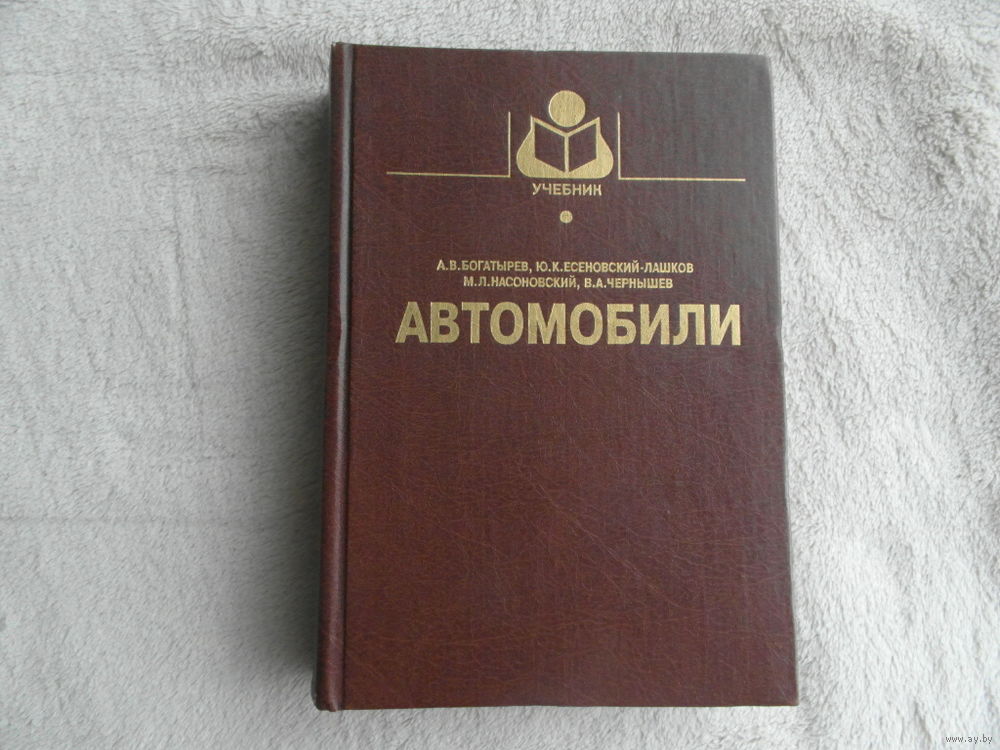 УЧЕБНИК
А.В.БОГАТЫРЕВ, Ю.К.ЕСЕНОВСКИЙ-ЛАШКОВ
М.Л.НАСОНОВСКИЙ, В.А.ЧЕРНЫШЕВ
АВТОМОБИЛИ
www.ay.by